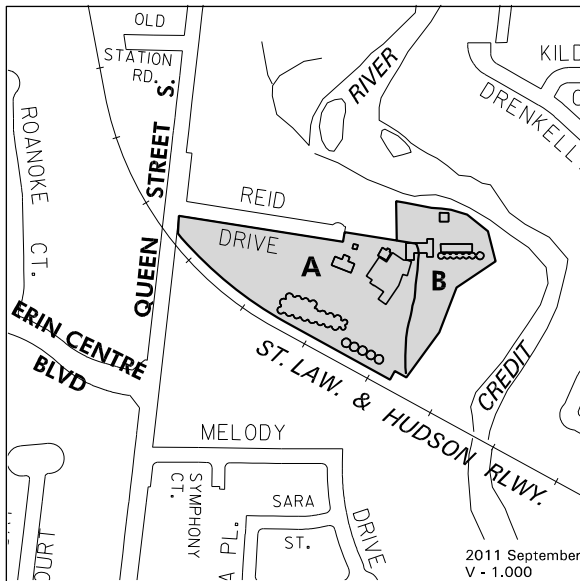 OLD
STATION
RD.
QUEEN STREET S.
RIVER
KILD
DRENKELL
ROANOKE CT.
REID
DRIVE
A
B
ERIN CENTRE
BLVD
ST. LAW. & HUDSON RLWY.
CREDIT
MELODY
DRIVE
SYMPHONY
CT.
SARA
ST.
A PL.
OURT
2011 September
V - 1.000